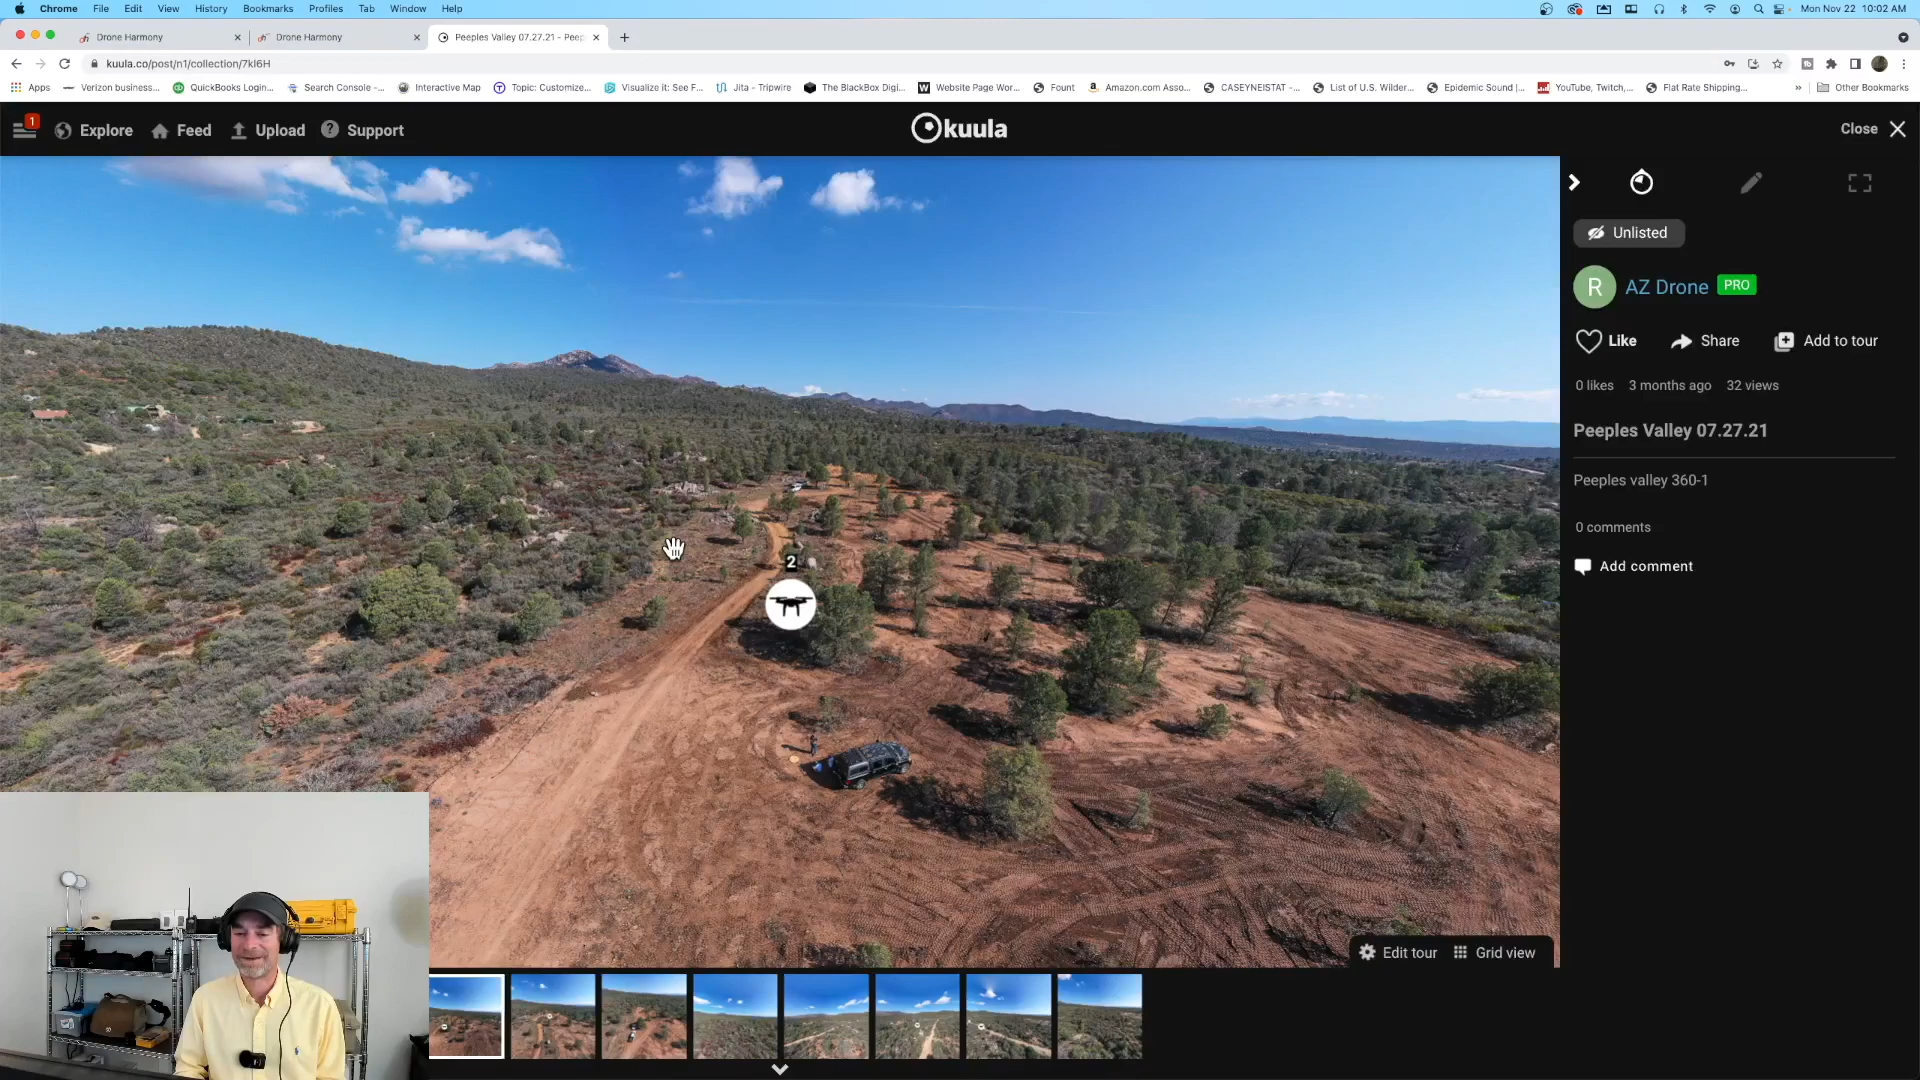 Chrome File Edit View History Bookmarks Profiles Tab Window Help Mon Nov 22 10:02 AM
Drone Harmony Drone Harmony Peeples Valley 07.27.21 - Peep
kuula.co/post/n1/collection/7kl6H
Apps Verizon business... QuickBooks Login... Search Console -... Interactive Map Topic: Customize... Visualize it: See F... Jita - Tripwire The BlackBox Digi... Website Page Wor... Fount Amazon.com Asso... CASEYNEISTAT -... List of U.S. Wilder... Epidemic Sound |... YouTube, Twitch,... Flat Rate Shipping... » Other Bookmarks
1 Explore Feed Upload Support kuula Close
Unlisted
R AZ Drone PRO
Like Share Add to tour
0 likes 3 months ago 32 views
Peeples Valley 07.27.21
Peeples valley 360-1
0 comments
Add comment
2
Edit tour Grid view